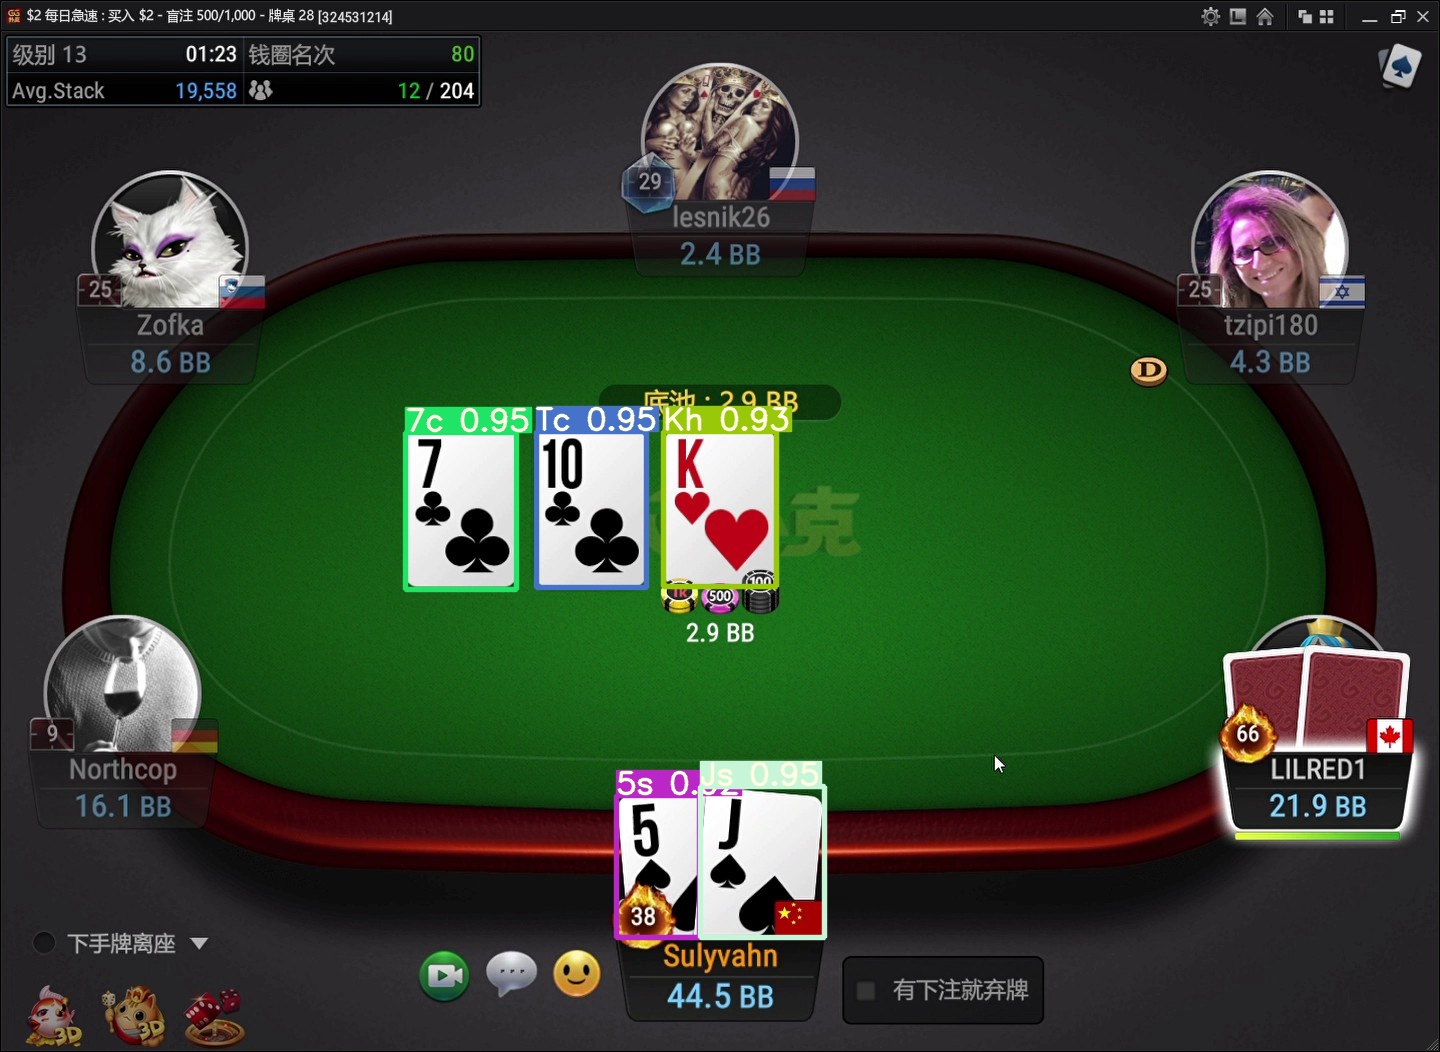 $2 每日急速 : 买入 $2 - 盲注 500/1,000 - 牌桌 28 [324531214]
级别 13 01:23 钱圈名次 80
Avg.Stack 19,558 12 / 204
29
lesnik26
2.4 BB
25
Zofka
8.6 BB
25
tzipi180
4.3 BB
D
底池 : 2.9 BB
7c 0.95 Tc 0.95 Kh 0.93
7 10 K
克
1K 500 100
2.9 BB
9
Northcop
16.1 BB
66
LILRED1
21.9 BB
5s Js 0.95
5 J
38
Sulyvahn
44.5 BB
下手牌离座
有下注就弃牌
3D 3D